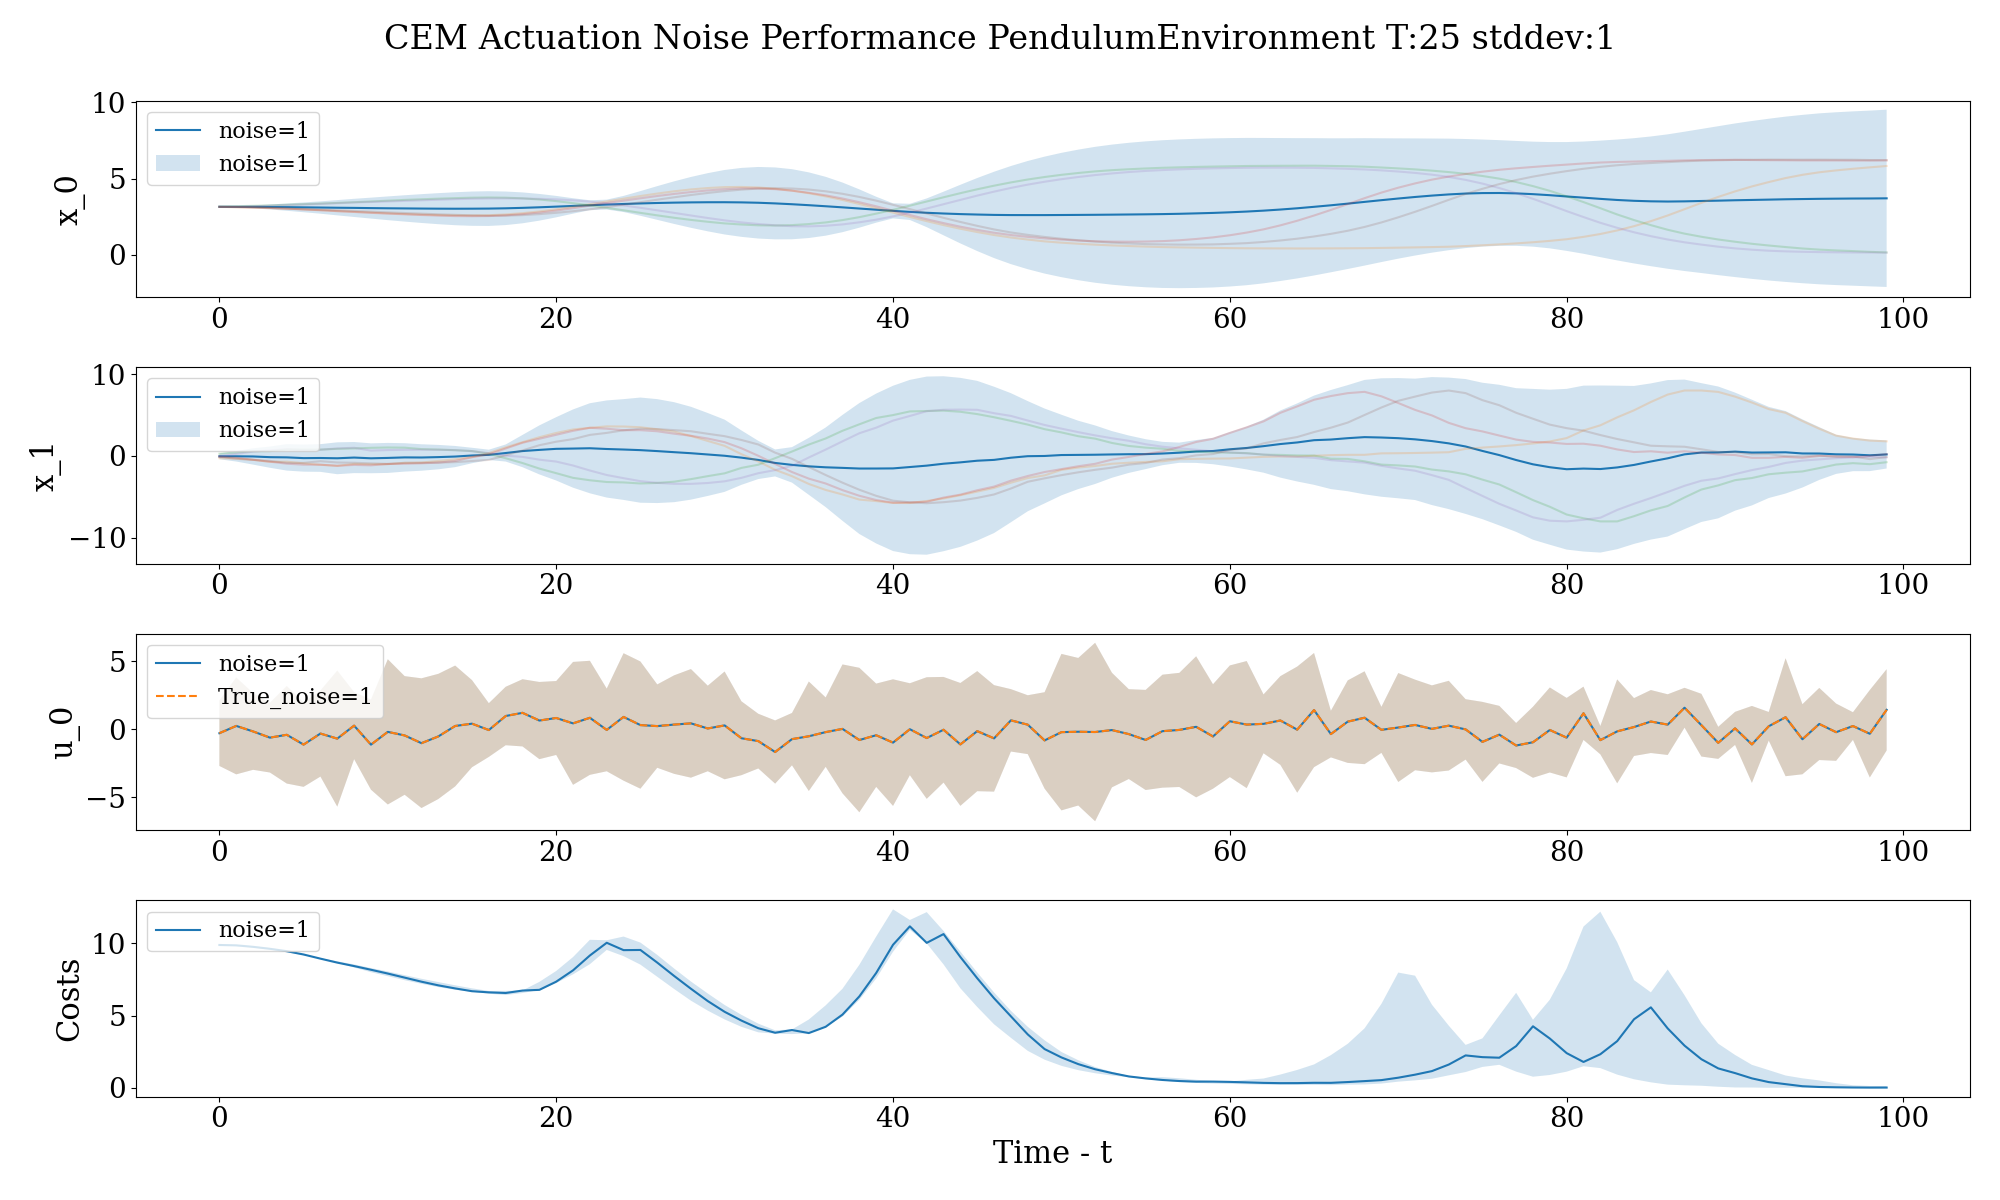 CEM Actuation Noise Performance PendulumEnvironment T:25 stddev:1
x_0
10
5
0
noise=1
noise=1
0 20 40 60 80 100
x_1
10
0
−10
noise=1
noise=1
0 20 40 60 80 100
u_0
5
0
−5
noise=1
True_noise=1
0 20 40 60 80 100
Costs
10
5
0
noise=1
0 20 40 60 80 100
Time - t